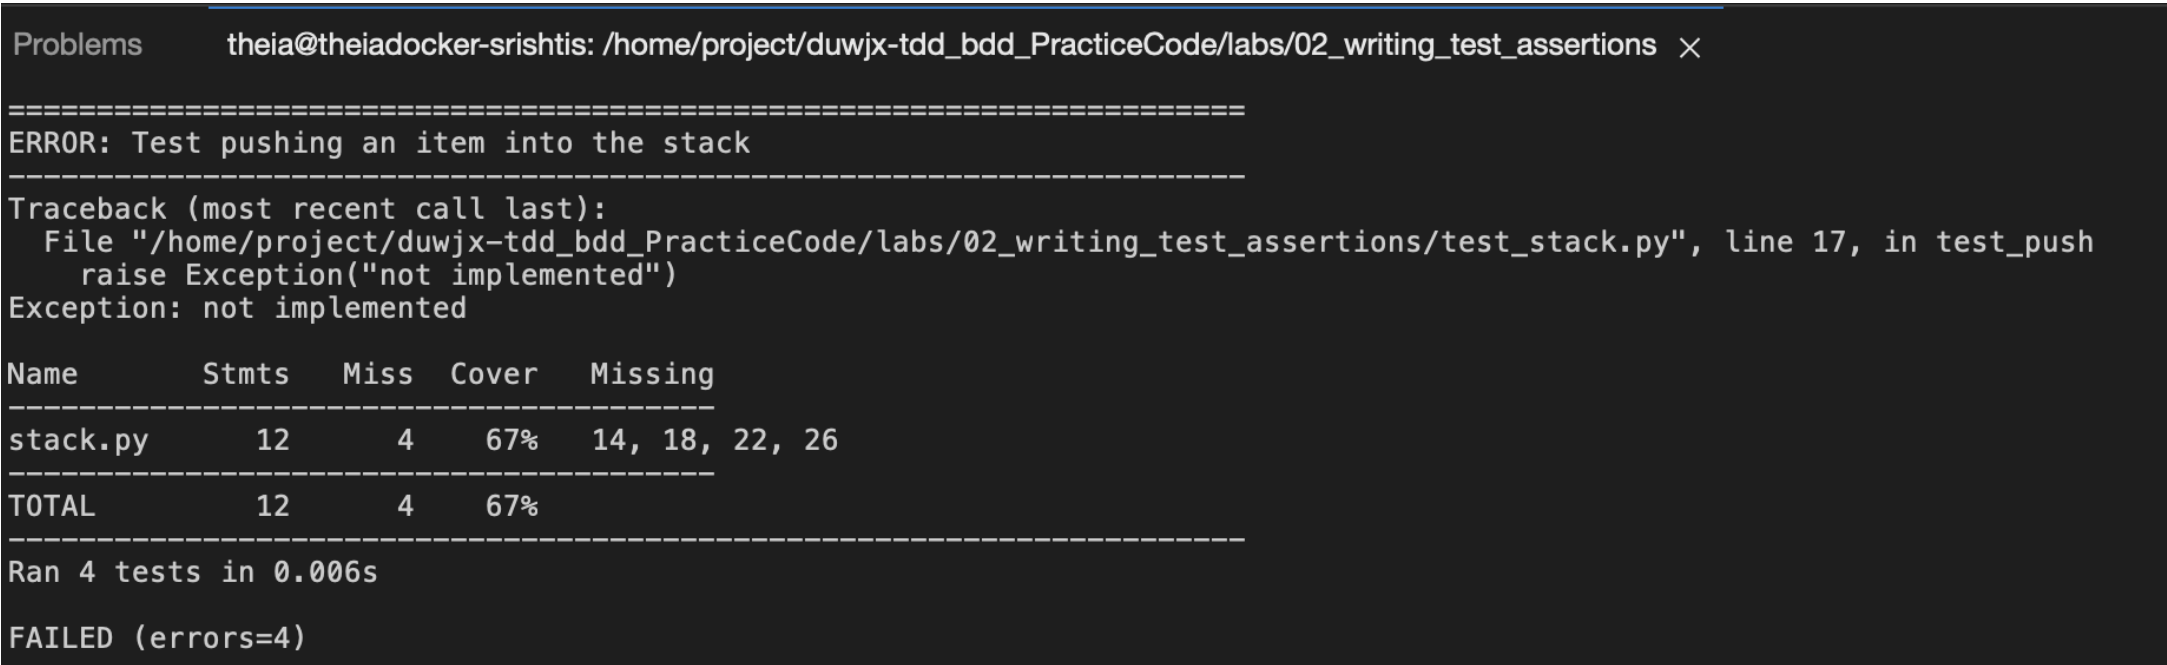 Problems theia@theiadocker-srishtis: /home/project/duwjx-tdd_bdd_PracticeCode/labs/02_writing_test_assertions ×
======================================================================
ERROR: Test pushing an item into the stack
----------------------------------------------------------------------
Traceback (most recent call last):
  File "/home/project/duwjx-tdd_bdd_PracticeCode/labs/02_writing_test_assertions/test_stack.py", line 17, in test_push
    raise Exception("not implemented")
Exception: not implemented

Name       Stmts   Miss  Cover   Missing
----------------------------------------
stack.py      12      4    67%   14, 18, 22, 26
----------------------------------------
TOTAL         12      4    67%
----------------------------------------------------------------------
Ran 4 tests in 0.006s

FAILED (errors=4)